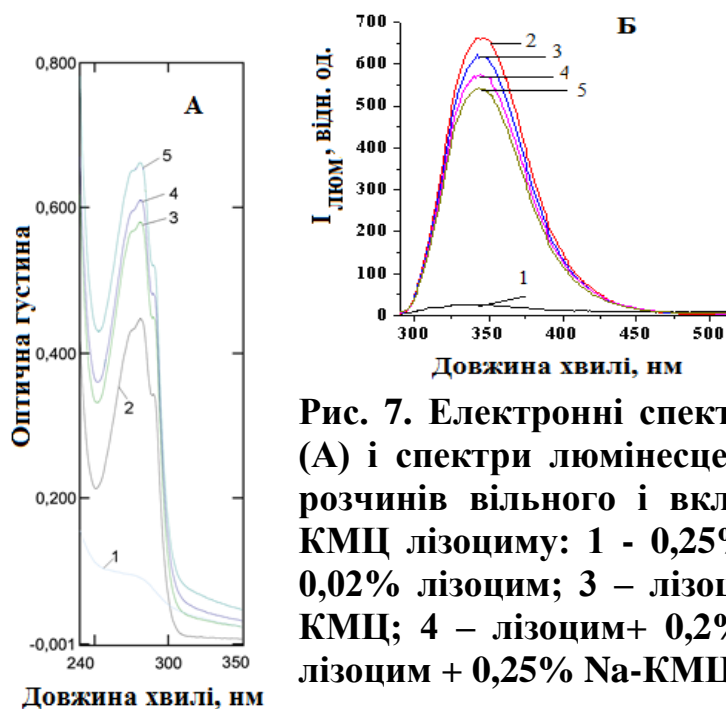 0,800
А
5
4
3
0,600
0,400
2
0,200
1
-0,001
240
300
350
Оптична густина
Довжина хвилі, нм
700
Б
2
3
4
5
600
500
400
300
200
100
0
1
300
350
400
450
500
I люм , відн. од.
Довжина хвилі, нм
Рис. 7. Електронні спект
(А) і спектри люмінесце
розчинів вільного і вкл
КМЦ лізоциму: 1 - 0,25%
0,02% лізоцим; 3 – лізоц
КМЦ; 4 – лізоцим+ 0,2%
лізоцим + 0,25% Na-КМЦ